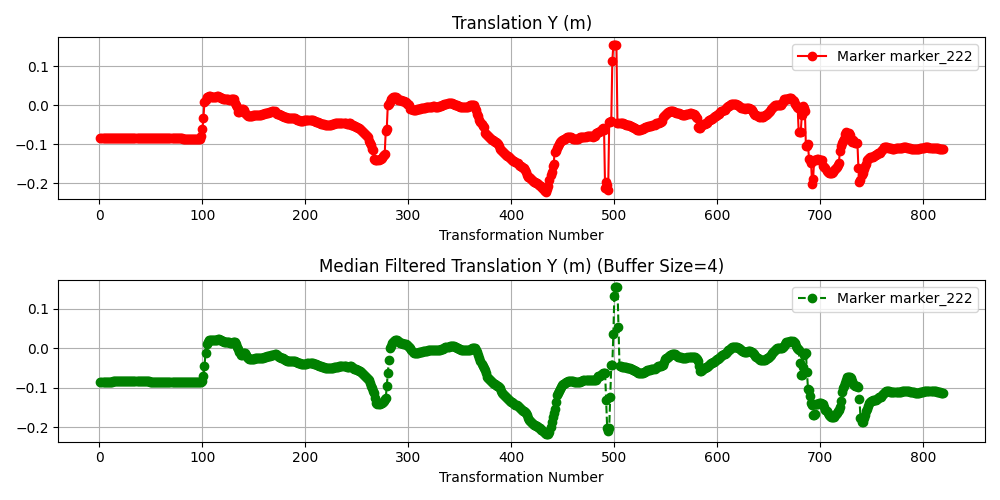 Translation Y (m)
Marker marker_222
0.1
0.0
−0.1
−0.2
0 100 200 300 400 500 600 700 800
Transformation Number
Median Filtered Translation Y (m) (Buffer Size=4)
Marker marker_222
0.1
0.0
−0.1
−0.2
0 100 200 300 400 500 600 700 800
Transformation Number